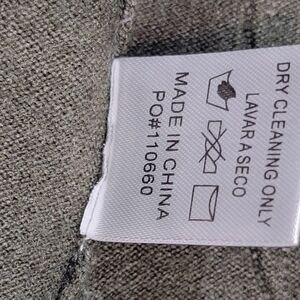 DRY CLEANING ONLY
LAVAR A SECO
MADE IN CHINA
PO#110660